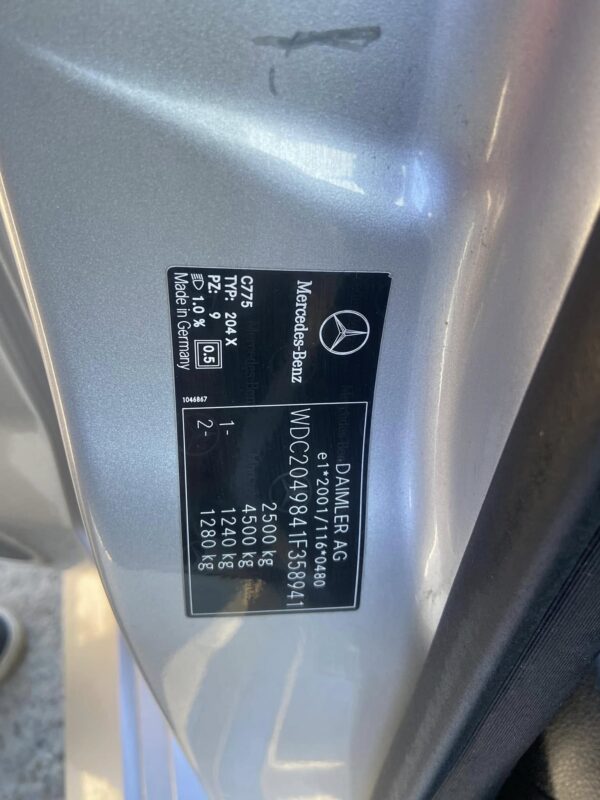 Mercedes-Benz
C775
TYP: 204 X
PZ: 9
1.0 % 0.5
Made in Germany
1046867
DAIMLER AG
e1*2001/116*0480
WDC2049841F358941
2500 kg
4500 kg
1- 1240 kg
2- 1280 kg